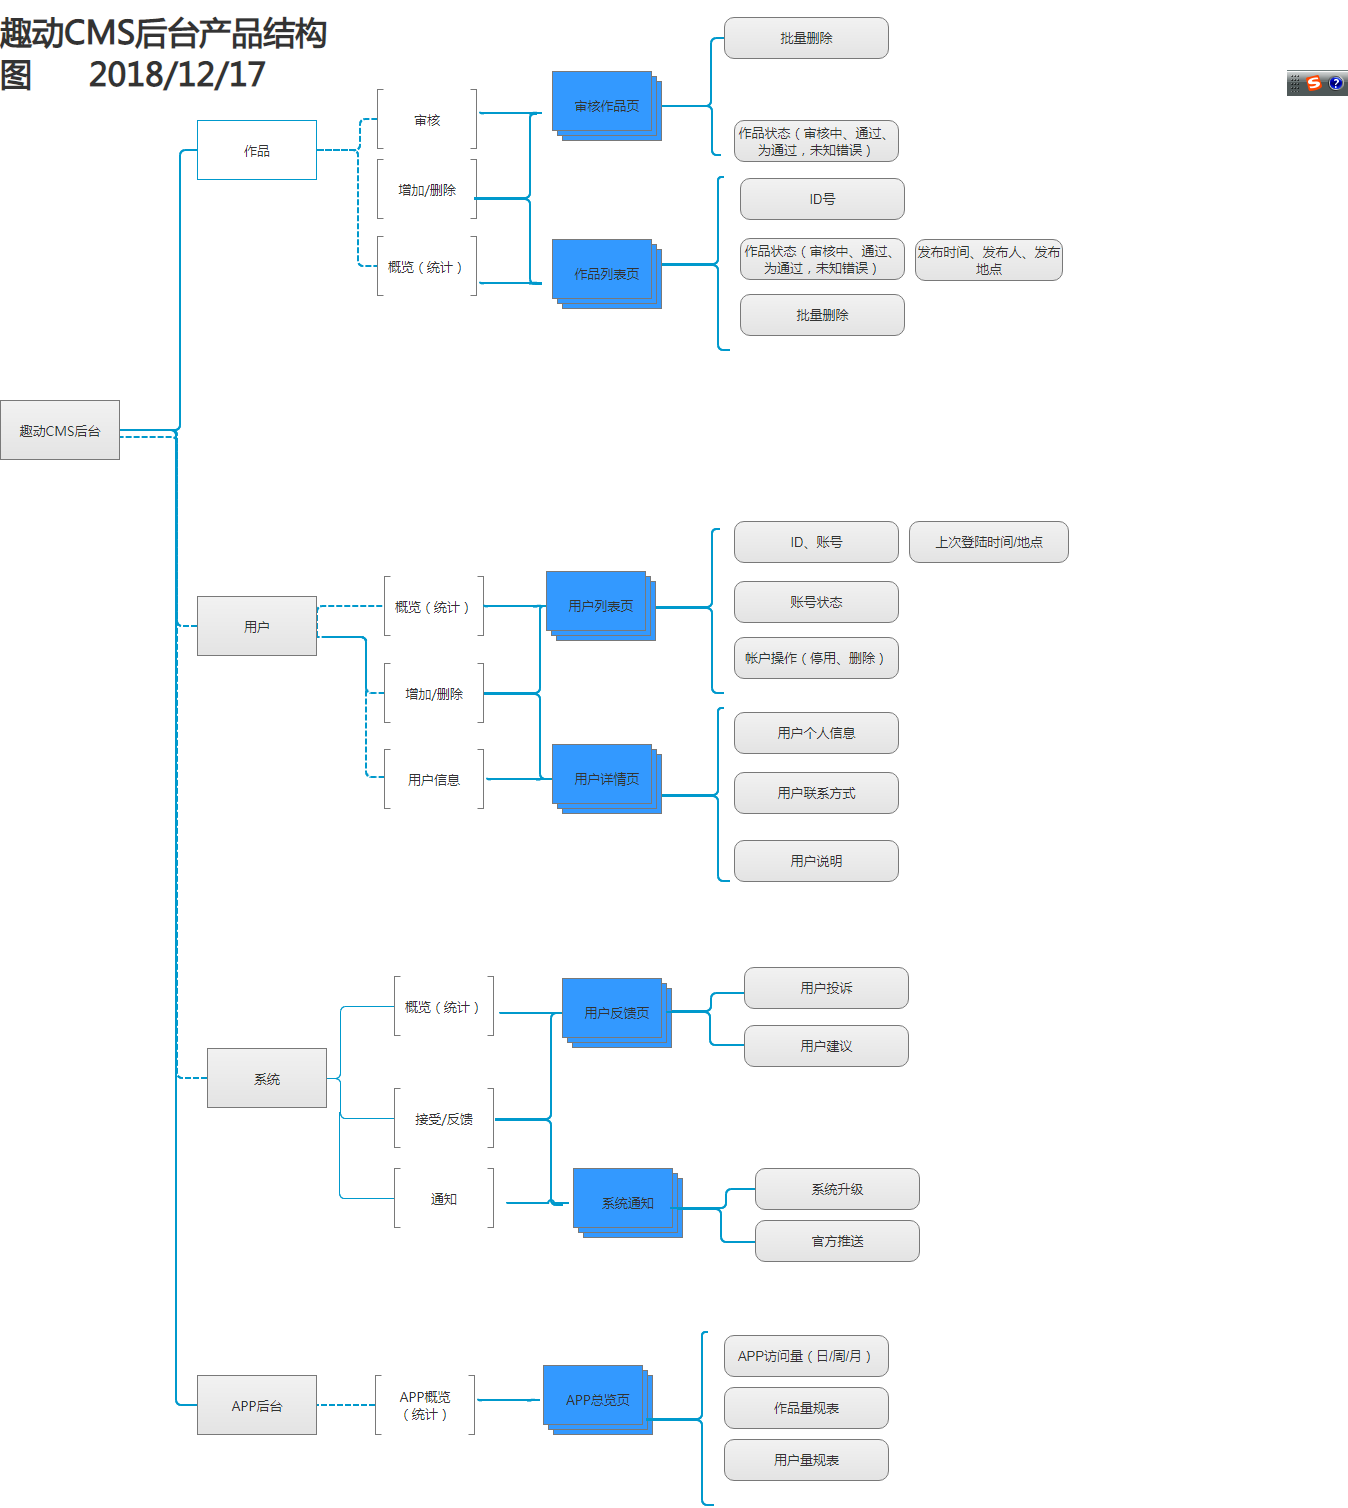 趣动CMS后台产品结构
图 2018/12/17
批量删除
审核作品页
审核
作品状态（审核中、通过、
为通过，未知错误）
作品
增加/删除
ID号
作品状态（审核中、通过、
为通过，未知错误）
发布时间、发布人、发布
地点
概览（统计）
作品列表页
批量删除
趣动CMS后台
ID、账号
上次登陆时间/地点
账号状态
概览（统计）
用户列表页
用户
帐户操作（停用、删除）
增加/删除
用户个人信息
用户信息
用户详情页
用户联系方式
用户说明
用户投诉
概览（统计）
用户反馈页
用户建议
系统
接受/反馈
系统升级
通知
系统通知
官方推送
APP访问量（日/周/月）
APP后台
APP概览
（统计）
APP总览页
作品量规表
用户量规表